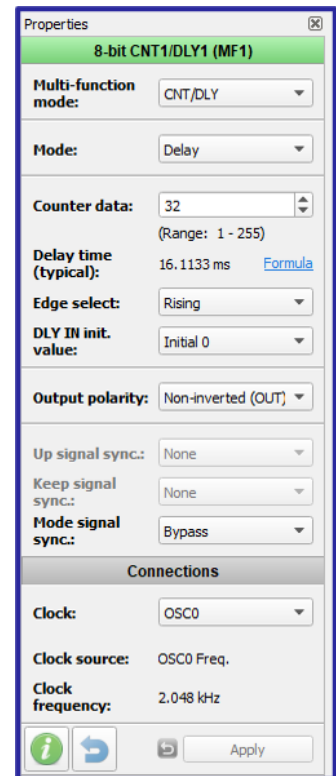 Properties
8-bit CNT1/DLY1 (MF1)
Multi-function mode: CNT/DLY
Mode: Delay
Counter data: 32
(Range: 1 - 255)
Delay time (typical): 16.1133 ms Formula
Edge select: Rising
DLY IN init. value: Initial 0
Output polarity: Non-inverted (OUT)
Up signal sync.: None
Keep signal sync.: None
Mode signal sync.: Bypass
Connections
Clock: OSC0
Clock source: OSC0 Freq.
Clock frequency: 2.048 kHz
Apply